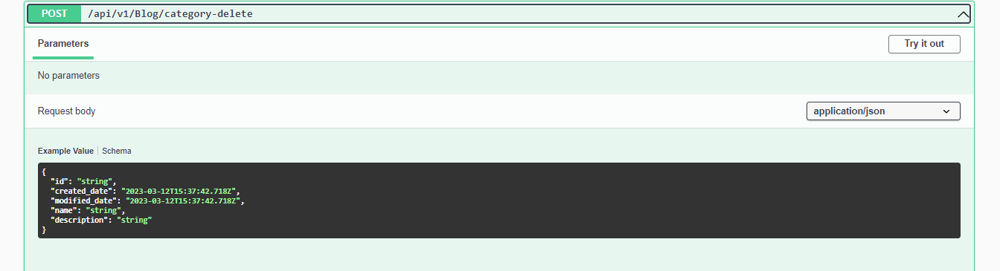 POST /api/v1/Blog/category-delete
Parameters Try it out
No parameters
Request body application/json
Example Value Schema
{
"id": "string",
"created_date": "2023-03-12T15:37:42.718Z",
"modified_date": "2023-03-12T15:37:42.718Z",
"name": "string",
"description": "string"
}